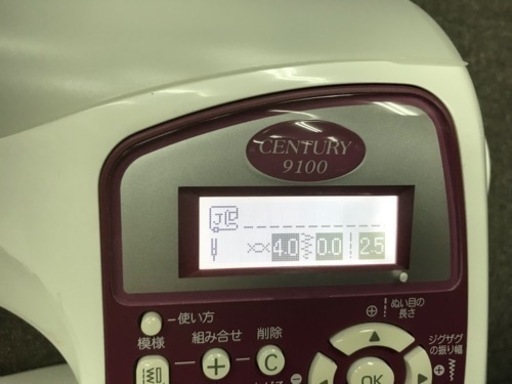 CENTURY
9100
4.0 0.0 2.5
使い方
模様
組み合せ
削除
C
ぬい目の
長さ
ジグザグ
の振り幅
OK